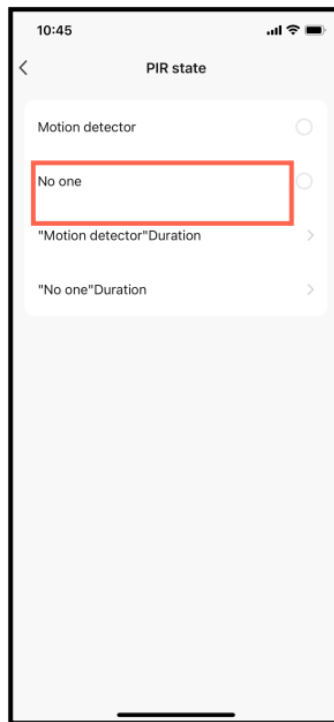 10:45
PIR state
Motion detector
No one
"Motion detector"Duration
"No one"Duration